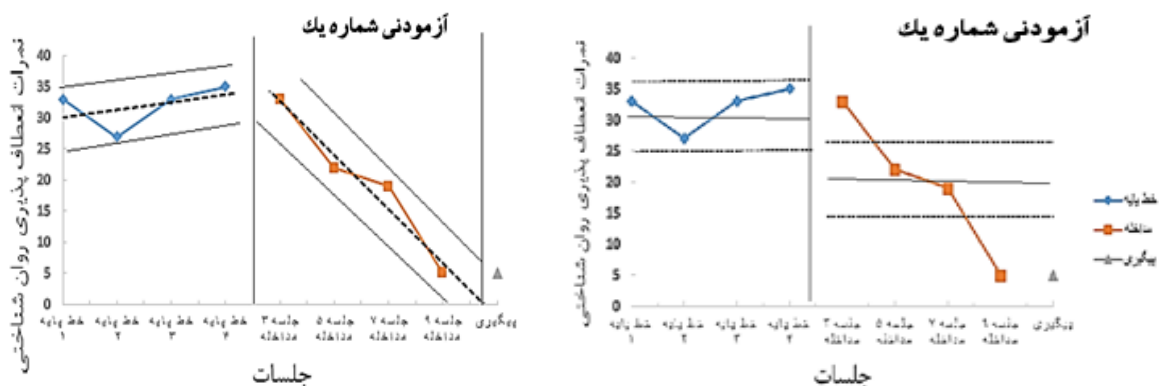 آزمودنی شماره یك
نمرات انعطاف پذیری روان شناختی
40
35
30
25
20
15
10
5
0
خط پایه ۱
خط پایه ۲
خط پایه ۳
خط پایه ۴
جلسه ۳ مداخله
جلسه ۵ مداخله
جلسه ۷ مداخله
جلسه ۹ مداخله
پیگیری
جلسات
آزمودنی شماره یك
نمرات انعطاف پذیری روان شناختی
40
35
30
25
20
15
10
5
0
خط پایه ۱
خط پایه ۲
خط پایه ۳
خط پایه ۴
جلسه ۳ مداخله
جلسه ۵ مداخله
جلسه ۷ مداخله
جلسه ۹ مداخله
پیگیری
جلسات
خط پایه
مداخله
پیگیری